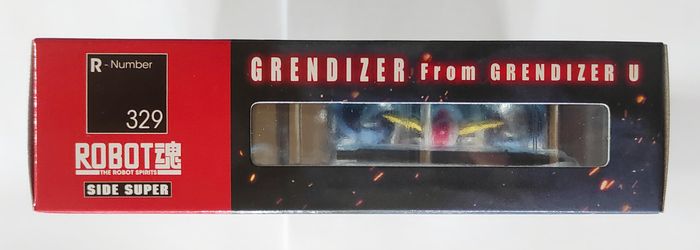 R - Number
329
ROBOT魂
THE ROBOT SPIRITS
SIDE SUPER
GRENDIZER From GRENDIZER U